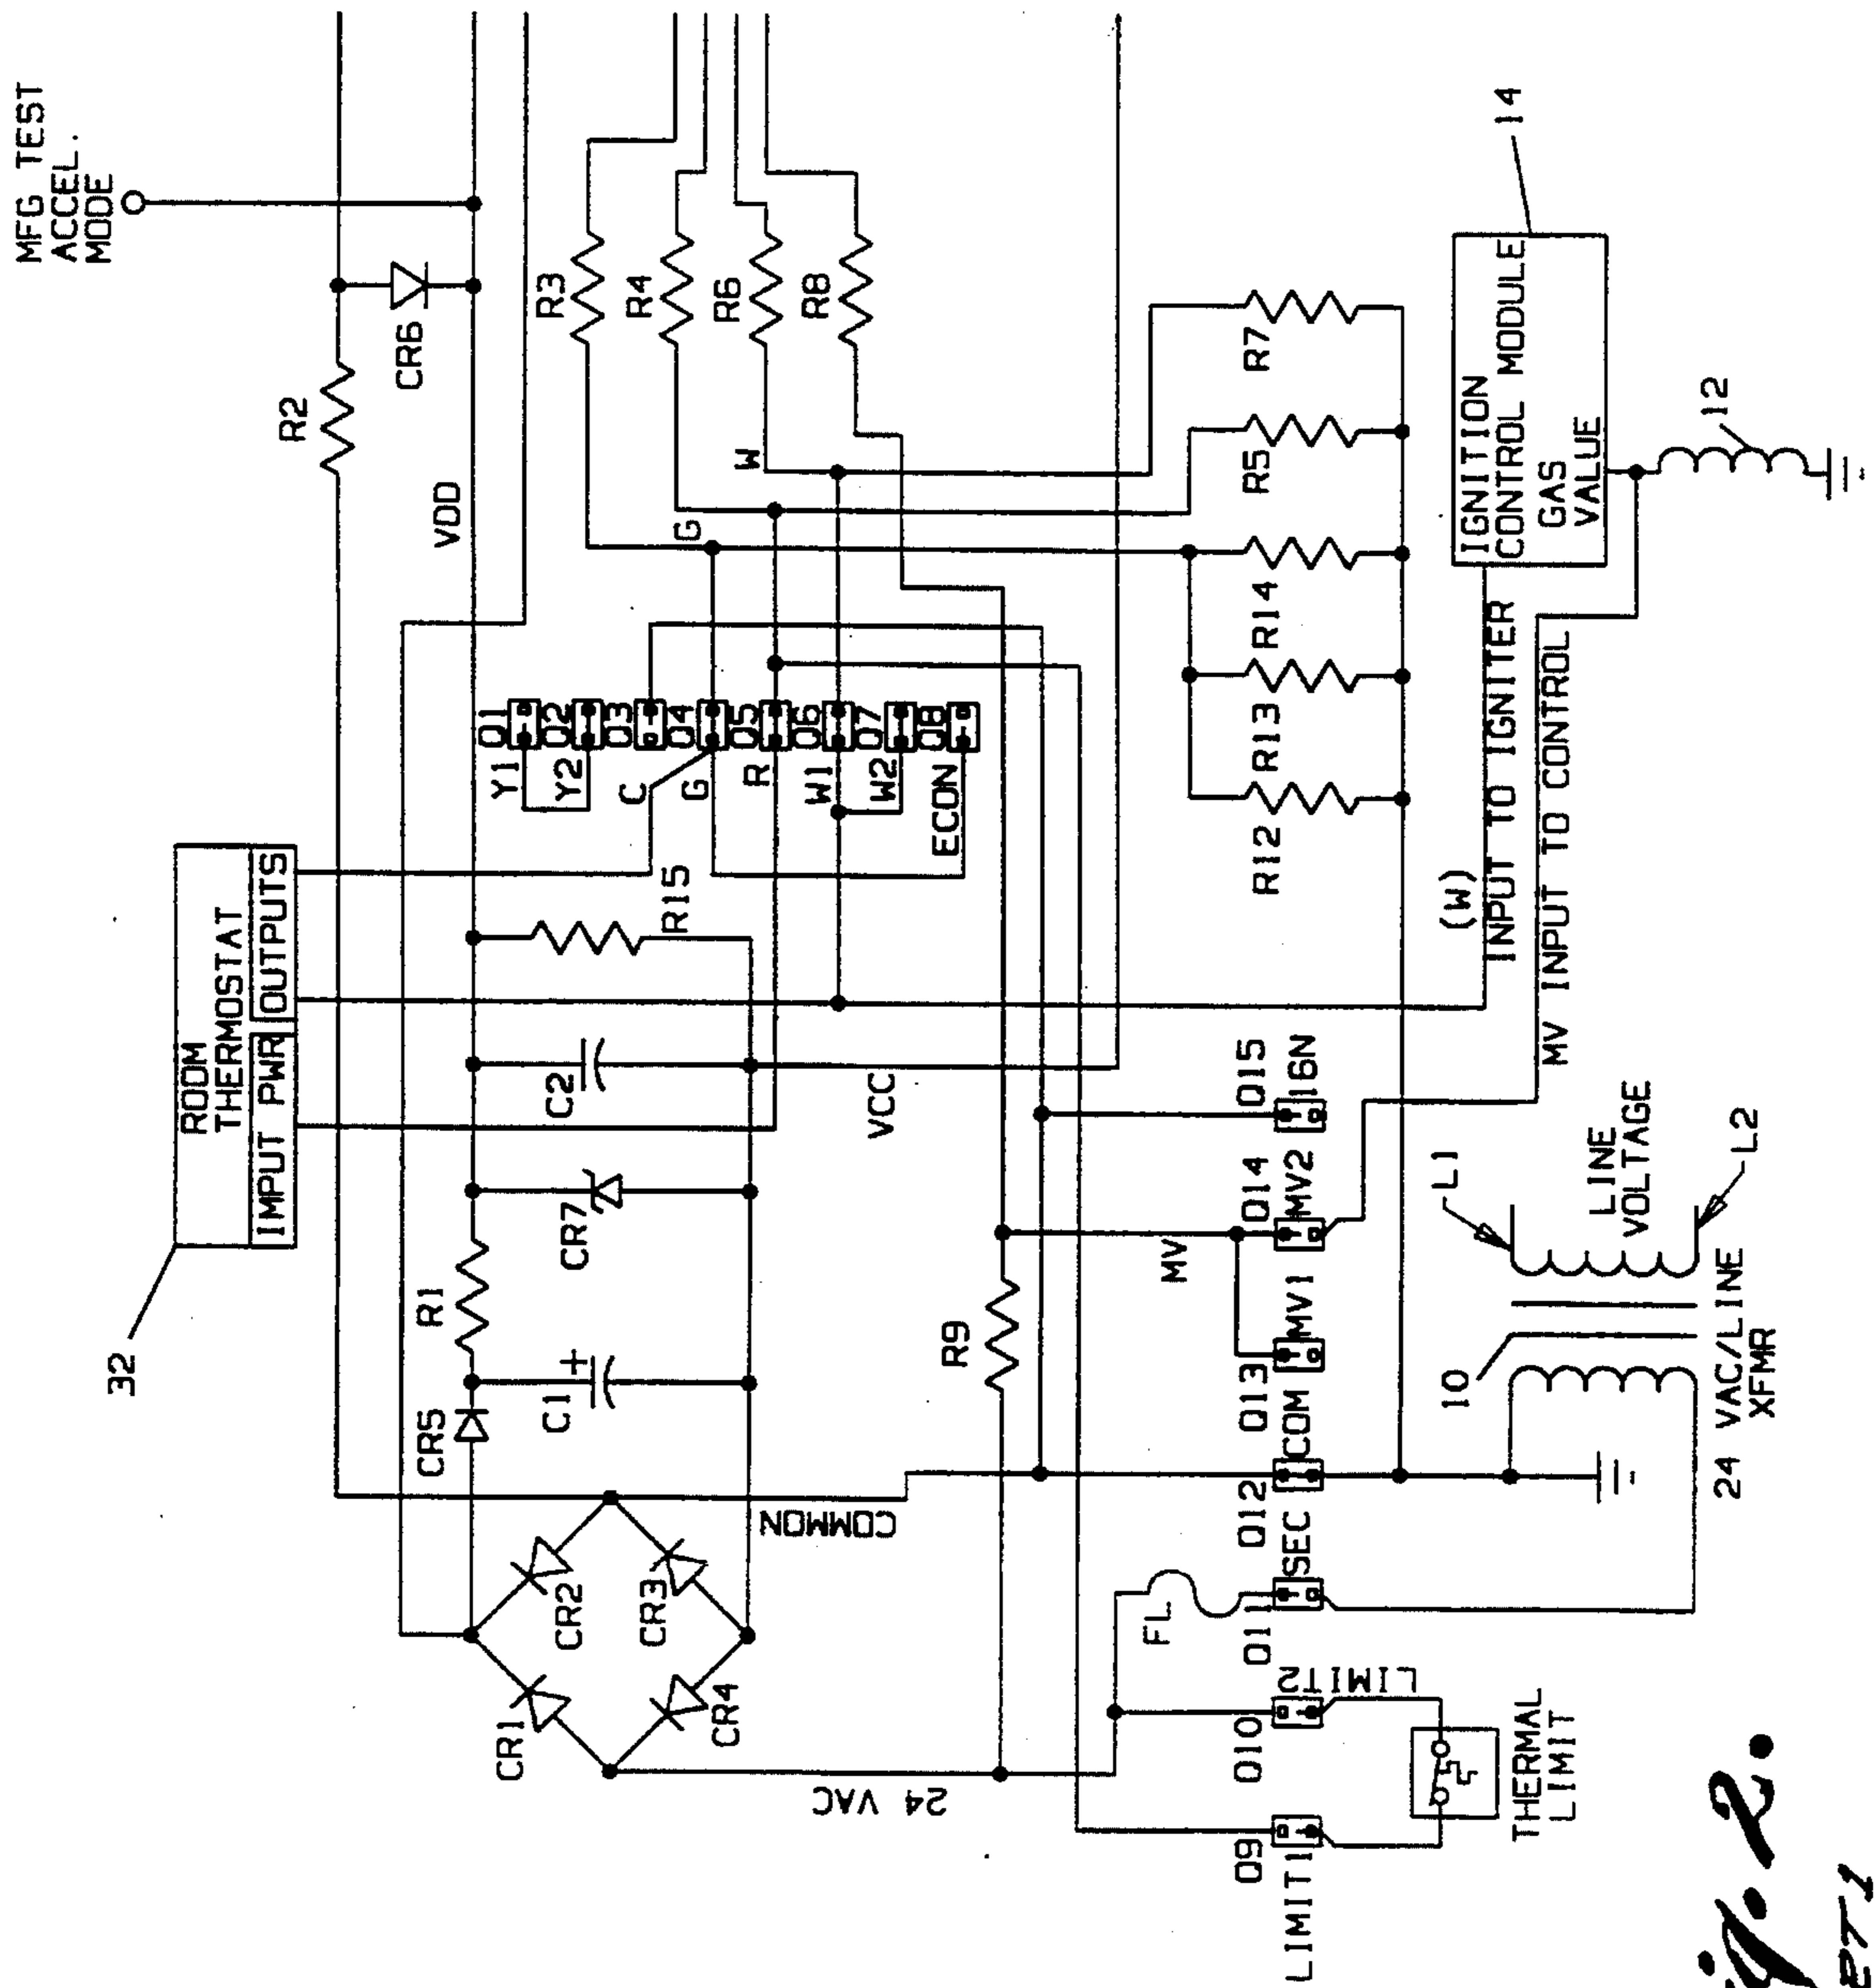 MFG TEST
ACCEL.
MODE
32
ROOM
THERMOSTAT
IMPUT PWR
OUTPUTS
R2
CR6
VDD
CR5
R1
C1
+
CR7
C2
R15
VCC
CR1
CR2
CR3
CR4
COMMON
24 VAC
Y1
Q1
Y2
Q2
C
Q3
G
Q4
R
Q5
W1
Q6
W2
Q7
ECON
Q8
G
W
R3
R4
R6
R8
R9
MV
R12
R13
R14
R5
R7
FL
Q9
LIMIT1
Q10
LIMIT2
Q11
SEC
Q12
COM
Q13
MV1
Q14
MV2
Q15
16N
THERMAL
LIMIT
10
24 VAC/LINE
XFMR
L1
LINE
VOLTAGE
L2
(W)
INPUT TO IGNITER
MV INPUT TO CONTROL
IGNITION
CONTROL MODULE
GAS
VALUE
14
12
2.